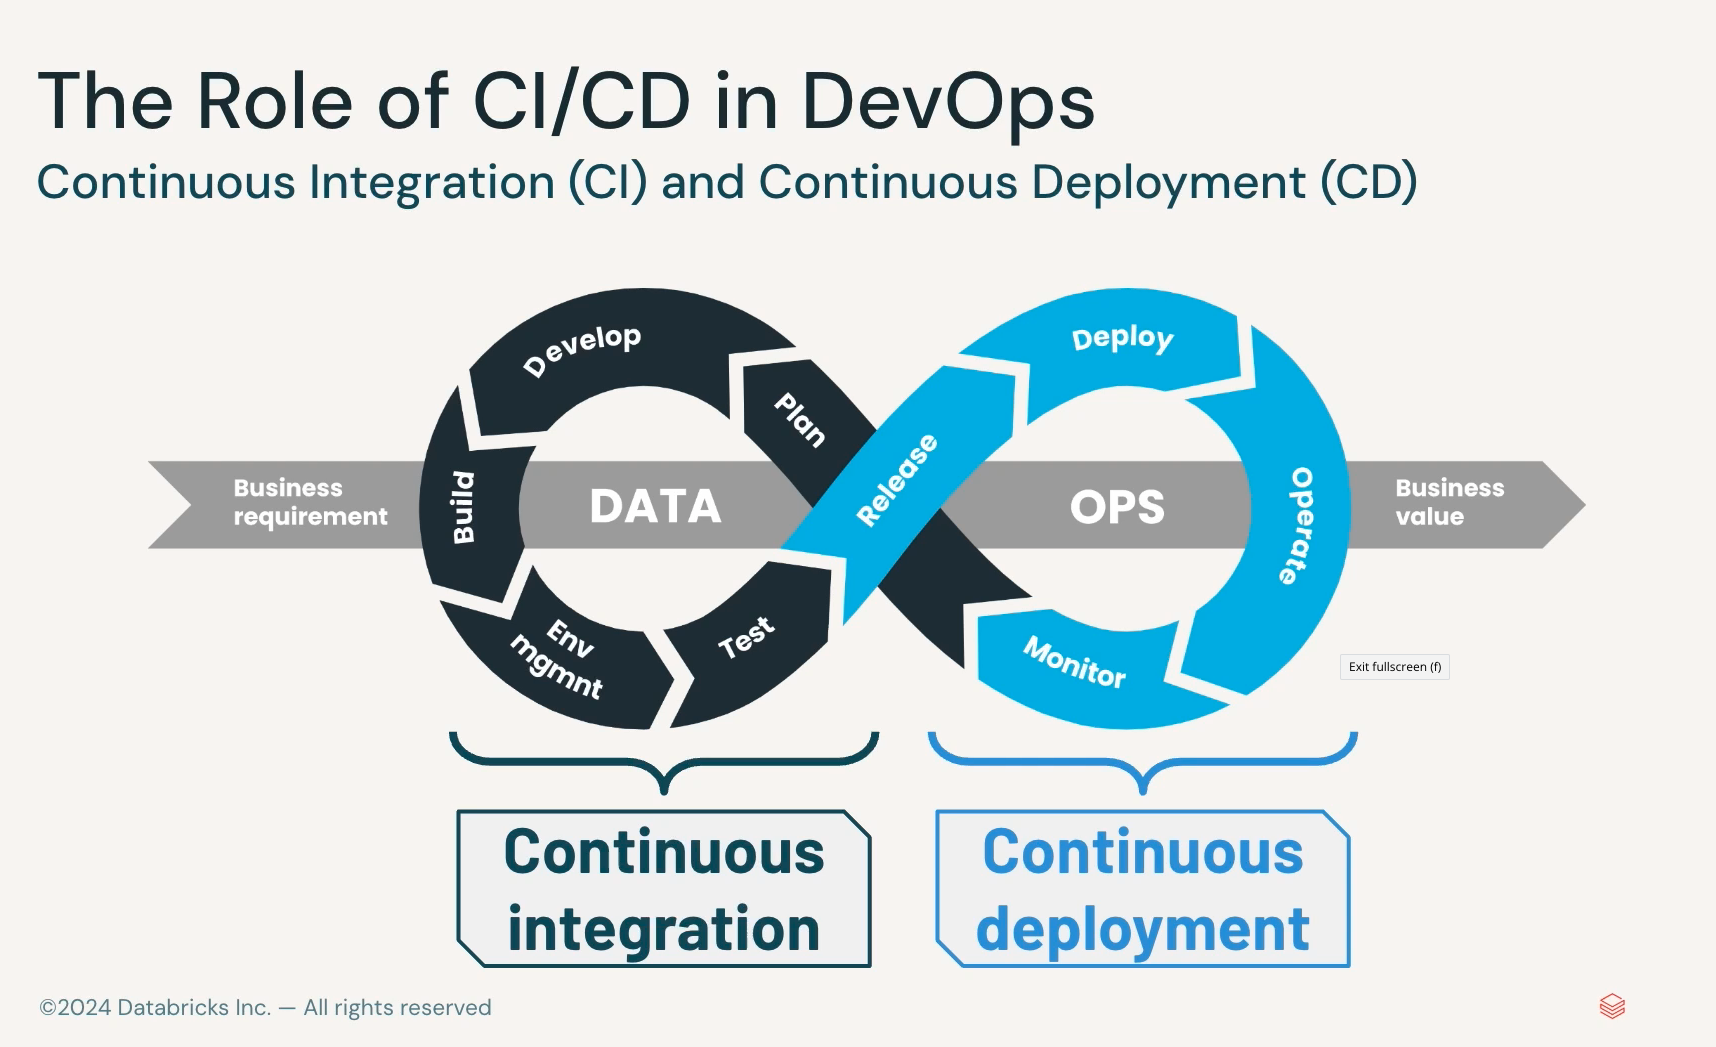 The Role of CI/CD in DevOps
Continuous Integration (CI) and Continuous Deployment (CD)
Develop
Plan
Build
Env
mgmnt
Test
Release
Deploy
Operate
Monitor
Business
requirement
DATA
OPS
Business
value
Exit fullscreen (f)
Continuous
integration
Continuous
deployment
©2024 Databricks Inc. — All rights reserved